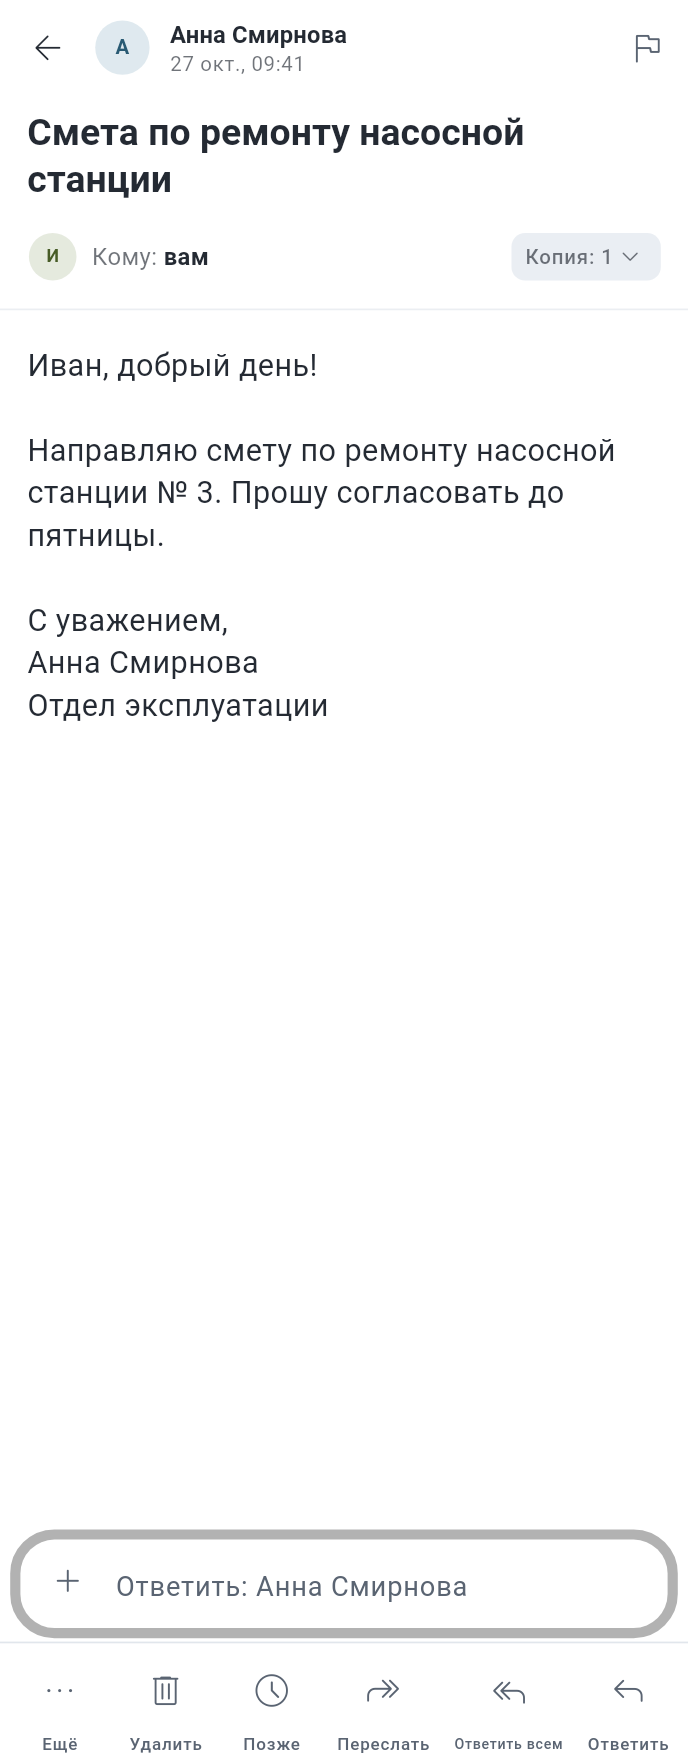 А
Анна Смирнова
27 окт., 09:41
Смета по ремонту насосной
станции
И
Кому: вам
Копия: 1
Иван, добрый день!
Направляю смету по ремонту насосной
станции № 3. Прошу согласовать до
пятницы.
С уважением,
Анна Смирнова
Отдел эксплуатации
Ответить: Анна Смирнова
Ещё
Удалить
Позже
Переслать
Ответить всем
Ответить